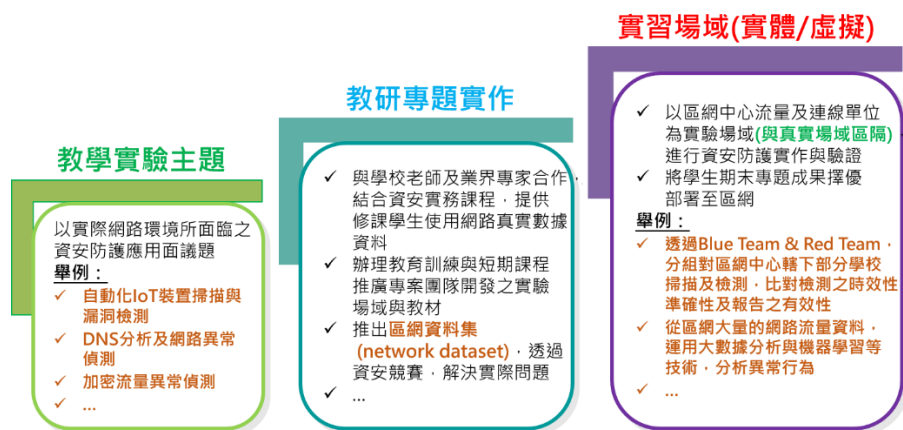 教學實驗主題
以實際網路環境所面臨之
資安防護應用面議題
舉例：
✓ 自動化IoT裝置掃描與
漏洞檢測
✓ DNS分析及網路異常
偵測
✓ 加密流量異常偵測
✓ ...
教研專題實作
✓ 與學校老師及業界專家合作，
結合資安實務課程，提供
修課學生使用網路真實數據
資料
✓ 辦理教育訓練與短期課程
推廣專案團隊開發之實驗
場域與教材
✓ 推出區網資料集
(network dataset)，透過
資安競賽，解決實際問題
✓ ...
實習場域(實體/虛擬)
✓ 以區網中心流量及連線單位
為實驗場域(與真實場域區隔)
進行資安防護實作與驗證
✓ 將學生期末專題成果擇優
部署至區網
舉例：
✓ 透過Blue Team & Red Team，
分組對區網中心轄下部分學校
掃描及檢測，比對檢測之時效性
準確性及報告之有效性
✓ 從區網大量的網路流量資料，
運用大數據分析與機器學習等
技術，分析異常行為
✓ ...